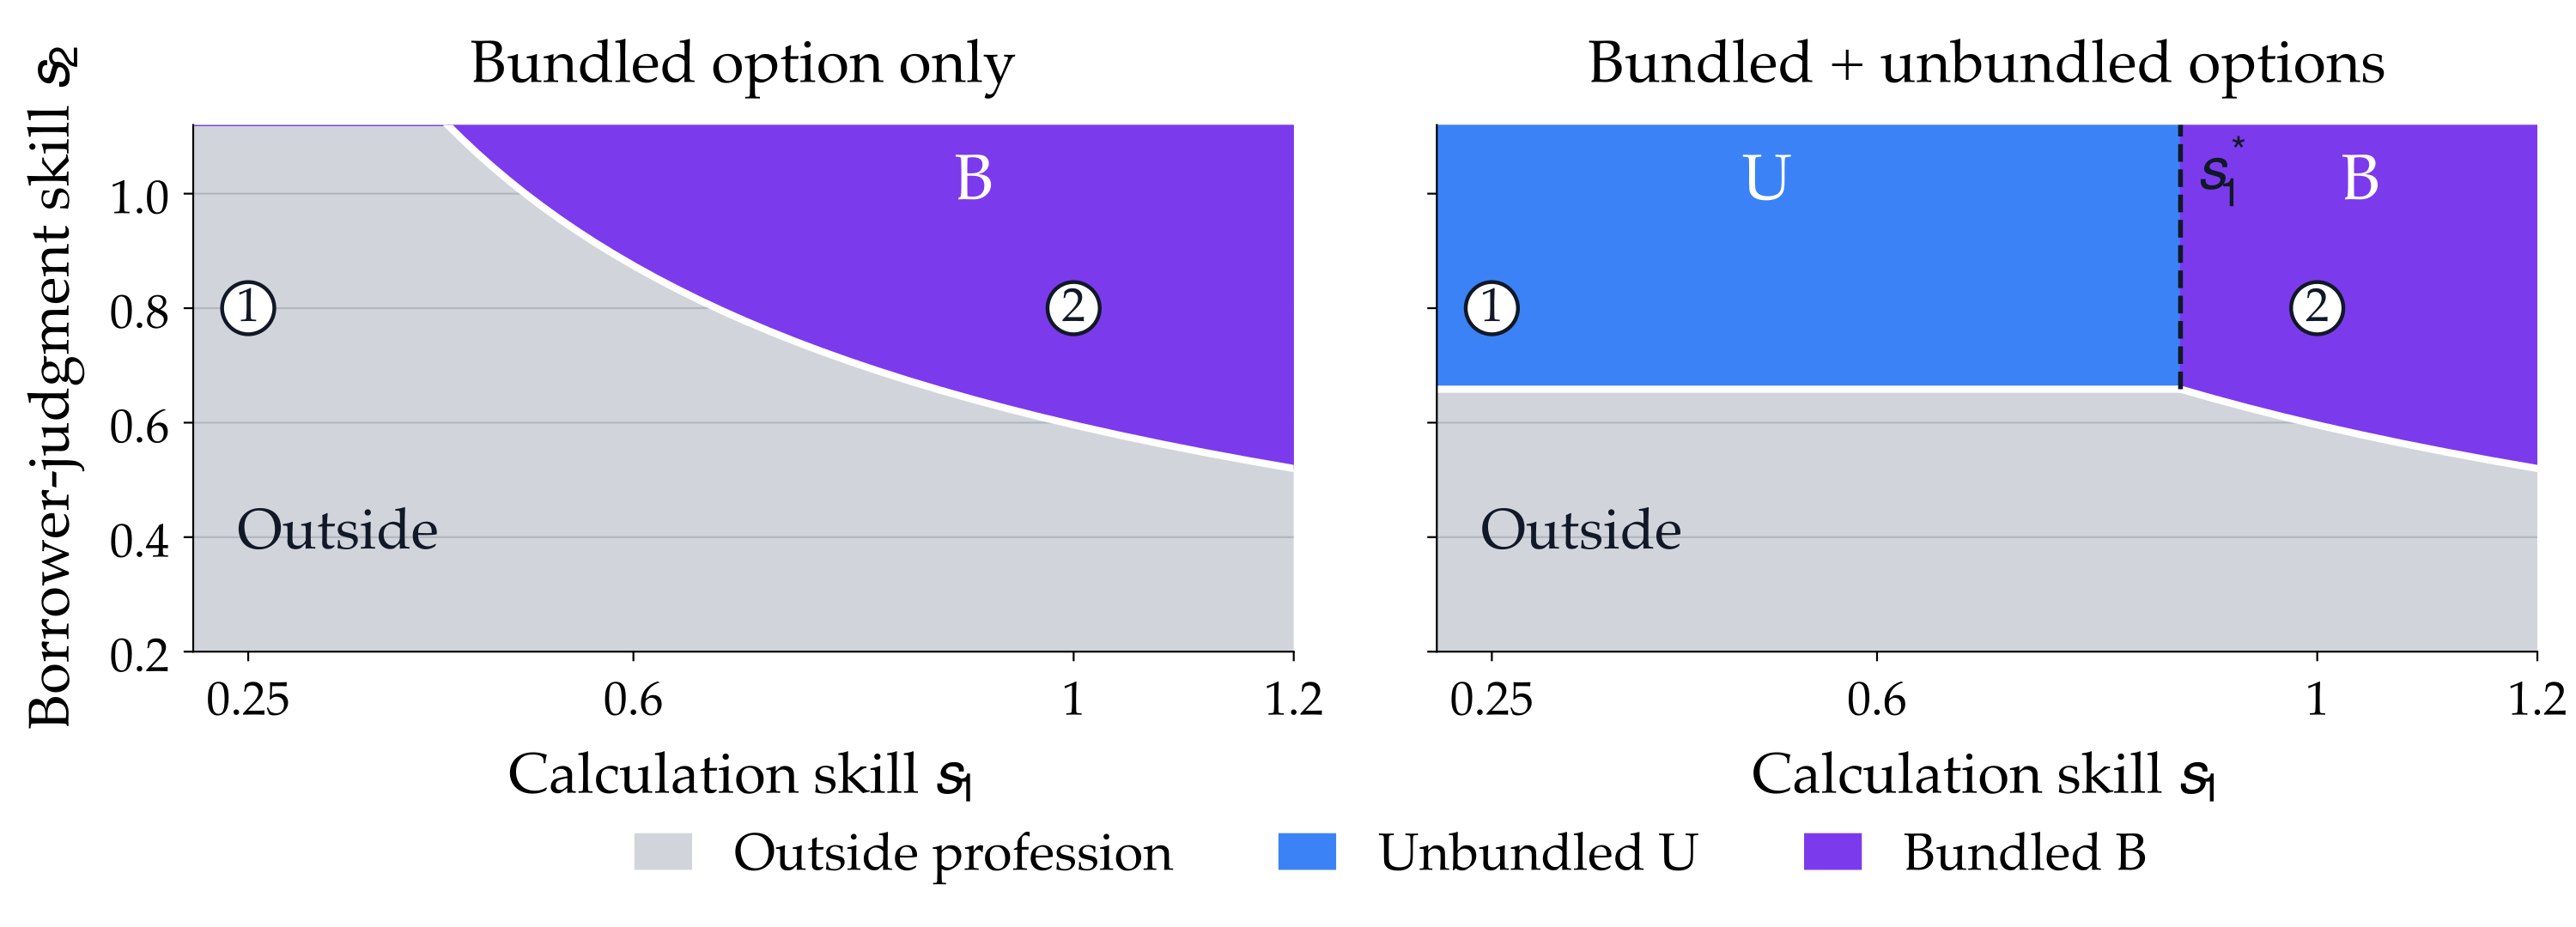 Bundled option only
Borrower-judgment skill s₂
1.0
0.8
0.6
0.4
0.2
B
1
2
Outside
0.25
0.6
1
1.2
Calculation skill s₁
Bundled + unbundled options
U
s₁*
B
1
2
Outside
0.25
0.6
1
1.2
Calculation skill s₁
Outside profession
Unbundled U
Bundled B